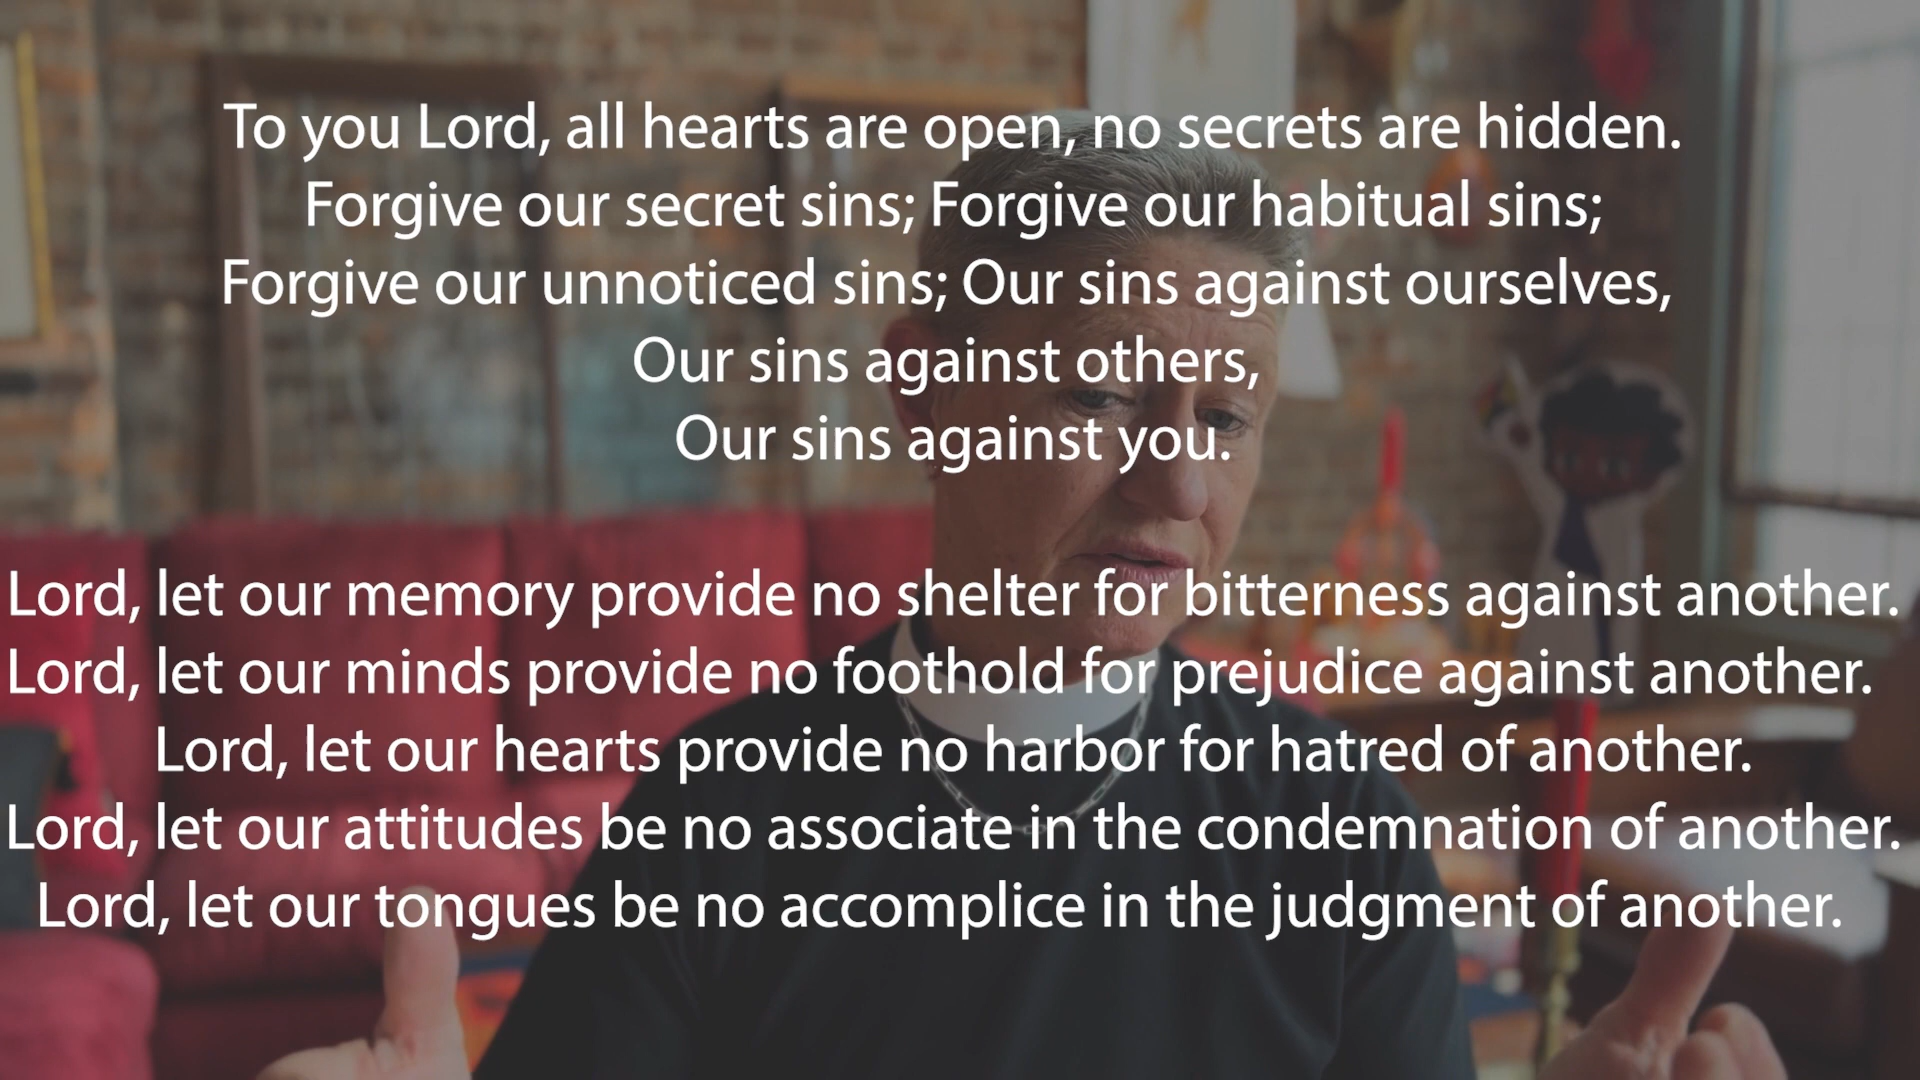 To you Lord, all hearts are open, no secrets are hidden.
Forgive our secret sins; Forgive our habitual sins;
Forgive our unnoticed sins; Our sins against ourselves,
Our sins against others,
Our sins against you.
Lord, let our memory provide no shelter for bitterness against another.
Lord, let our minds provide no foothold for prejudice against another.
Lord, let our hearts provide no harbor for hatred of another.
Lord, let our attitudes be no associate in the condemnation of another.
Lord, let our tongues be no accomplice in the judgment of another.